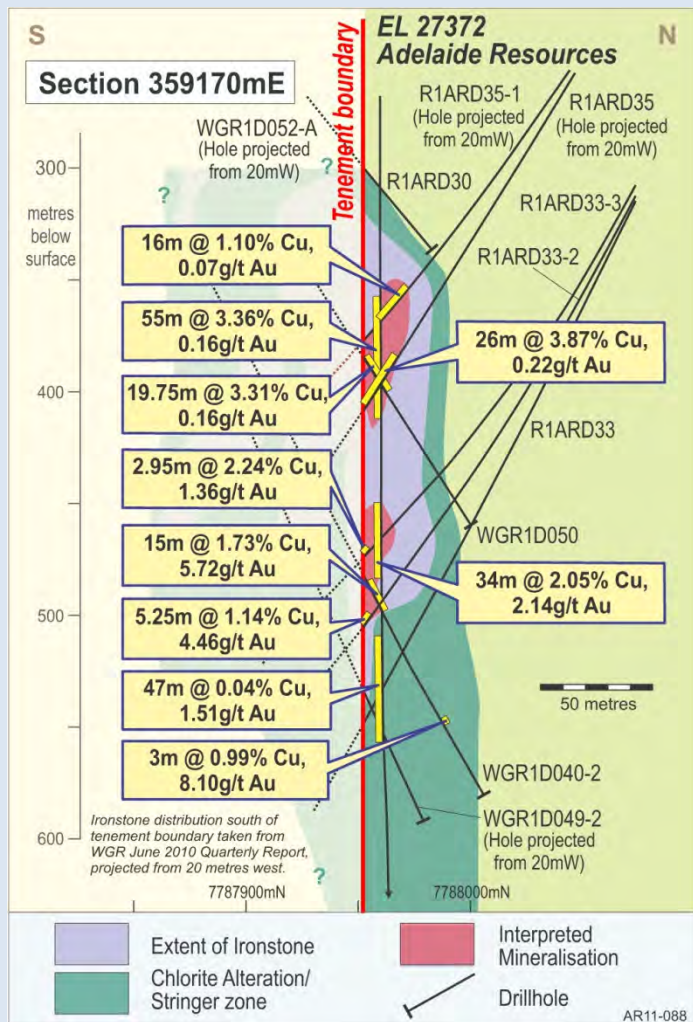 S
EL 27372
Adelaide Resources
N
Section 359170mE
Tenement boundary
R1ARD35-1
(Hole projected
from 20mW)
R1ARD35
(Hole projected
from 20mW)
WGR1D052-A
(Hole projected
from 20mW)
R1ARD30
R1ARD33-3
R1ARD33-2
300
metres
below
surface
?
?
16m @ 1.10% Cu,
0.07g/t Au
55m @ 3.36% Cu,
0.16g/t Au
26m @ 3.87% Cu,
0.22g/t Au
19.75m @ 3.31% Cu,
0.16g/t Au
400
R1ARD33
2.95m @ 2.24% Cu,
1.36g/t Au
WGR1D050
15m @ 1.73% Cu,
5.72g/t Au
34m @ 2.05% Cu,
2.14g/t Au
500
5.25m @ 1.14% Cu,
4.46g/t Au
47m @ 0.04% Cu,
1.51g/t Au
50 metres
3m @ 0.99% Cu,
8.10g/t Au
WGR1D040-2
WGR1D049-2
(Hole projected
from 20mW)
Ironstone distribution south of
tenement boundary taken from
WGR June 2010 Quarterly Report,
projected from 20 metres west.
600
?
7787900mN
7788000mN
Extent of Ironstone
Interpreted
Mineralisation
Chlorite Alteration/
Stringer zone
Drillhole
AR11-088